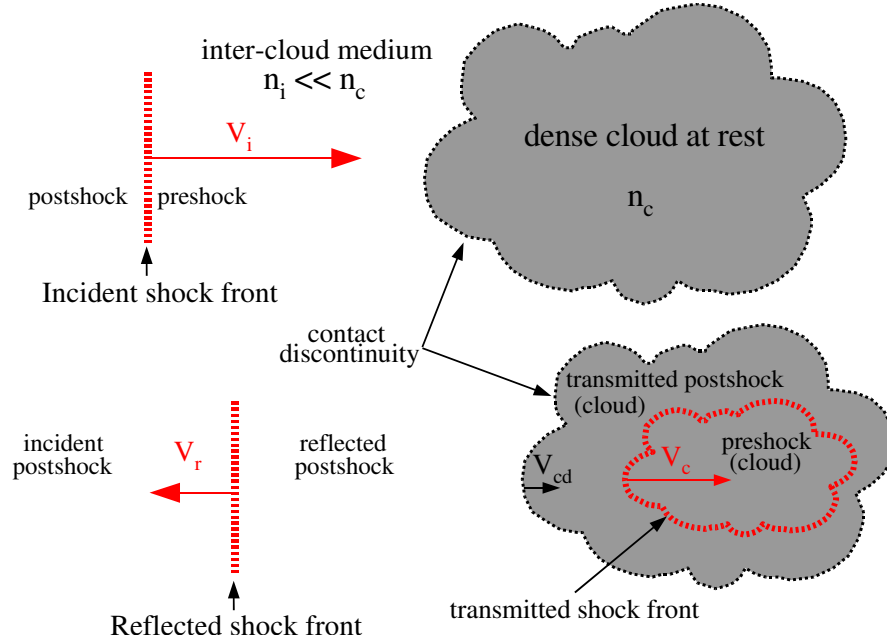 inter-cloud medium
n_i << n_c
V_i
postshock
preshock
Incident shock front
dense cloud at rest
n_c
contact
discontinuity
transmitted postshock
(cloud)
preshock
(cloud)
V_cd
V_c
transmitted shock front
incident
postshock
V_r
reflected
postshock
Reflected shock front